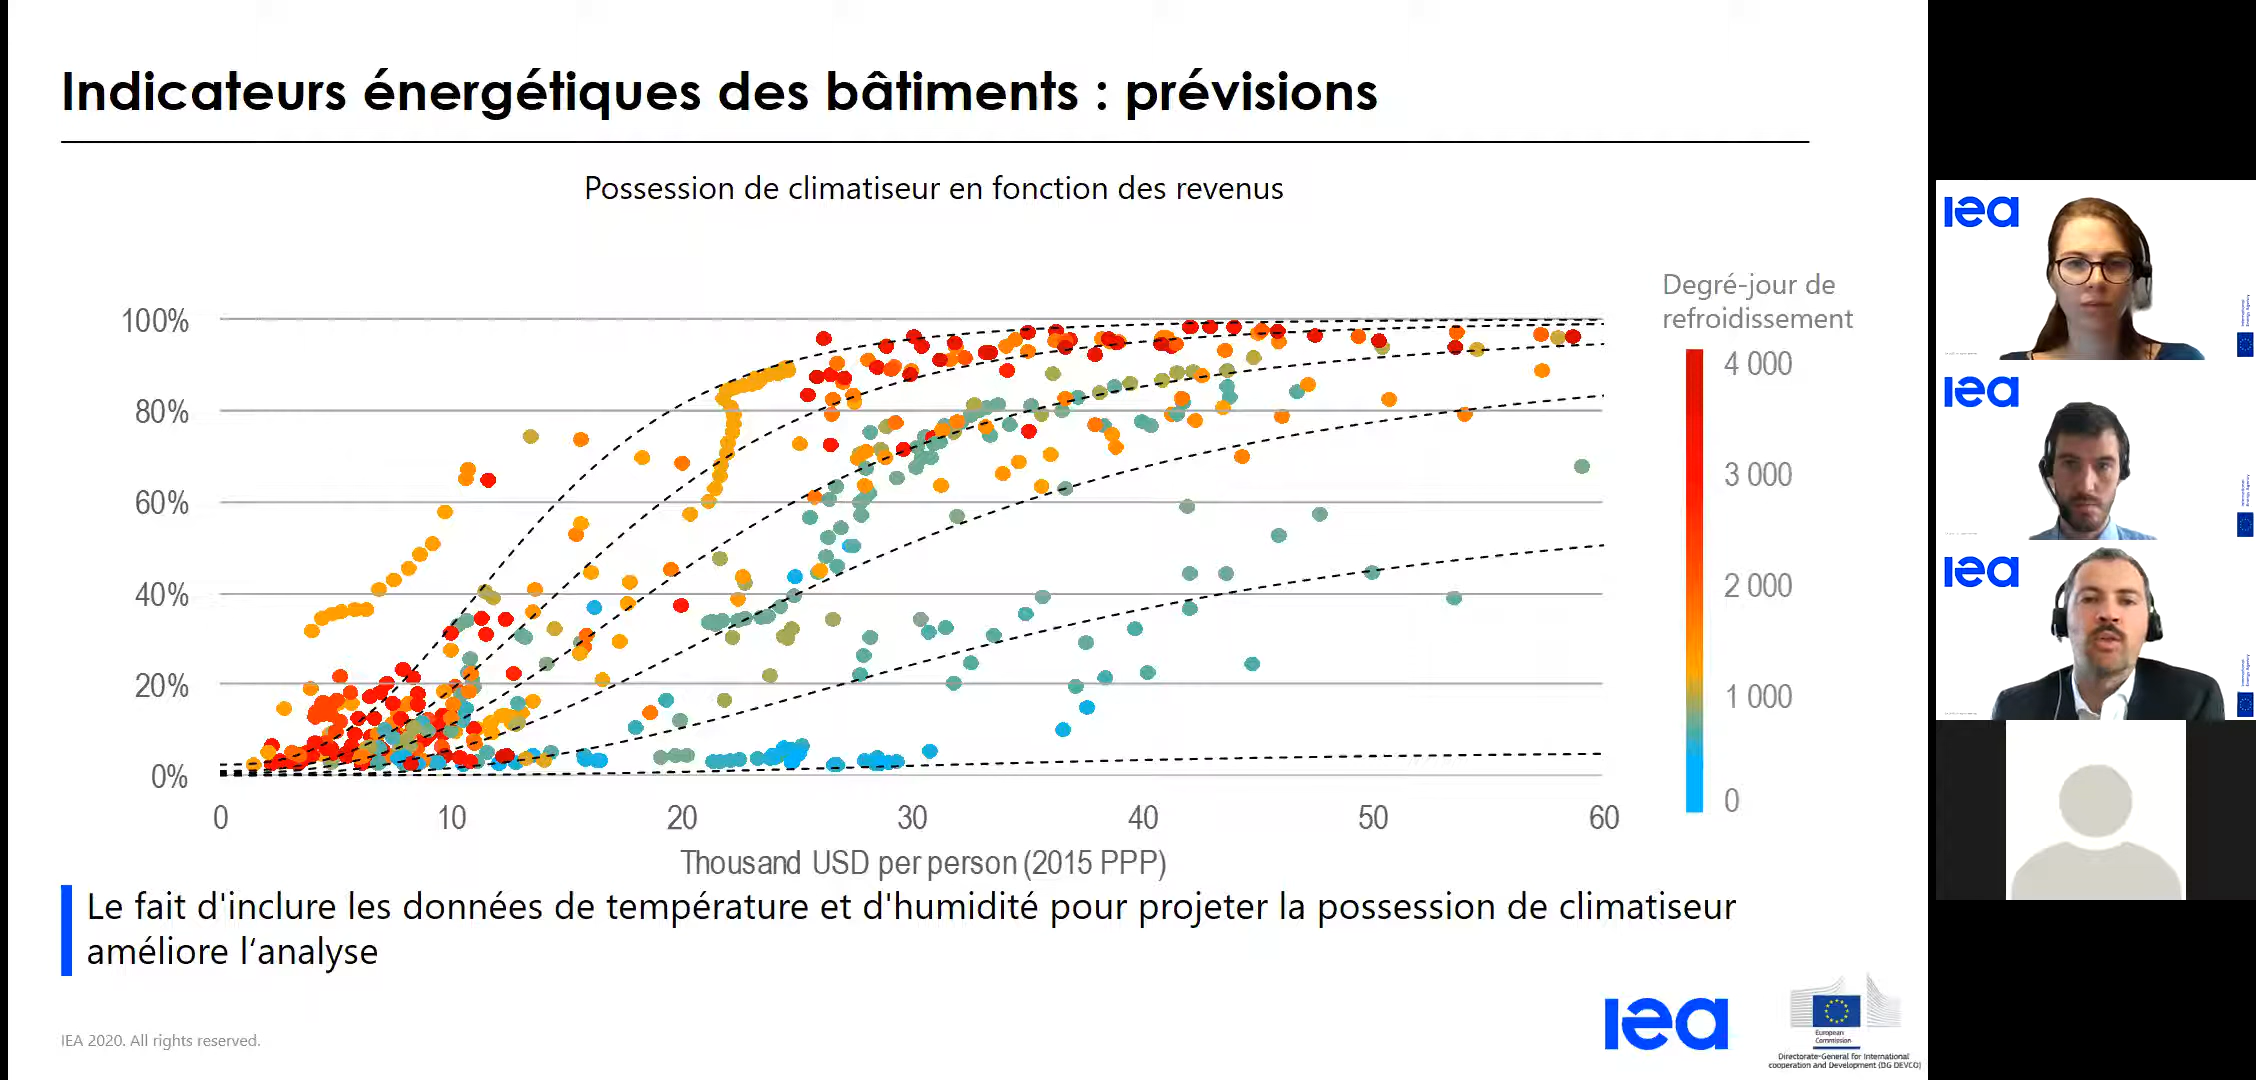 Indicateurs énergétiques des bâtiments : prévisions
Possession de climatiseur en fonction des revenus
Degré-jour de
refroidissement
100%
80%
60%
40%
20%
0%
0 10 20 30 40 50 60
Thousand USD per person (2015 PPP)
4 000
3 000
2 000
1 000
0
Le fait d'inclure les données de température et d'humidité pour projeter la possession de climatiseur
améliore l‘analyse
IEA 2020. All rights reserved.
iea
European
Commission
Directorate-General for International
cooperation and Development (DG DEVCO)
iea
iea
iea